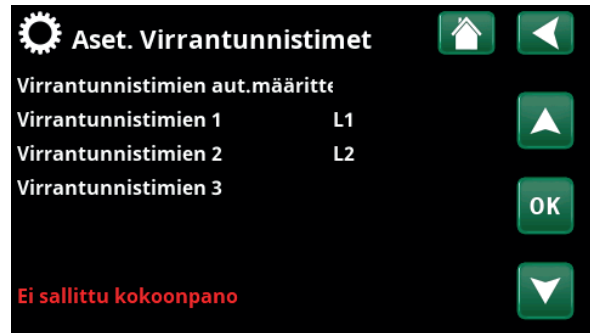 Aset. Virrantunnistimet
Virrantunnistimien aut.määritte
Virrantunnistimien 1 L1
Virrantunnistimien 2 L2
Virrantunnistimien 3
OK
Ei sallittu kokoonpano